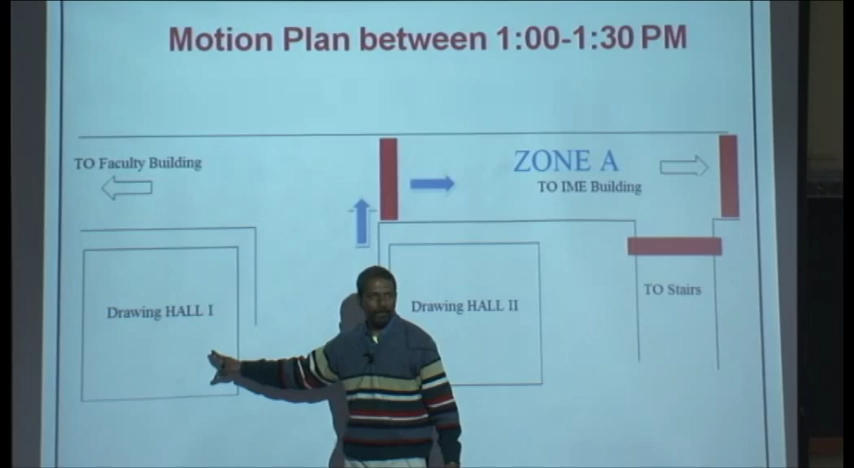 Motion Plan between 1:00-1:30 PM
TO Faculty Building
ZONE A
TO IME Building
Drawing HALL I
Drawing HALL II
TO Stairs